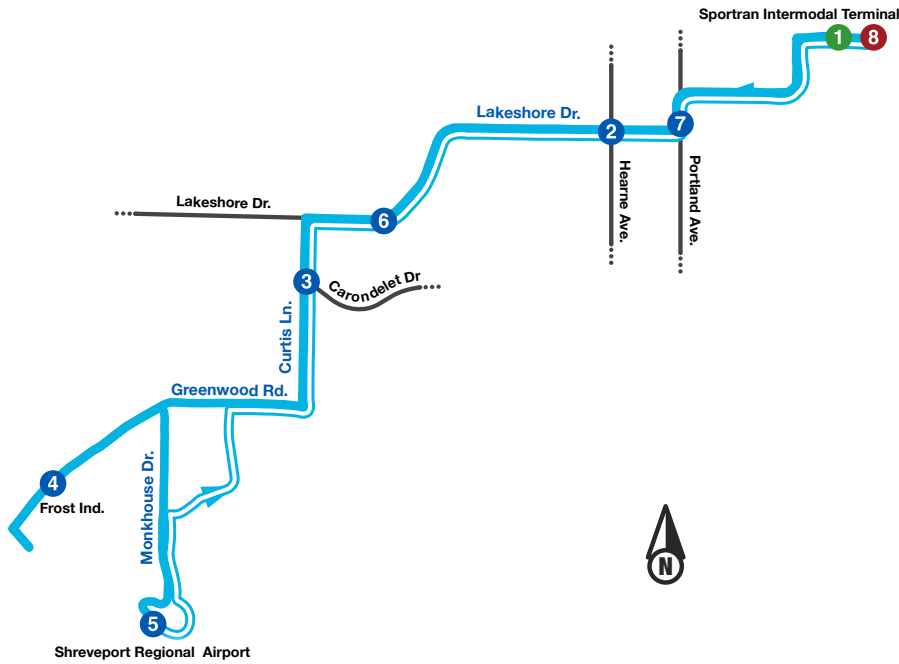 Sportran Intermodal Terminal
1
8
Lakeshore Dr.
2
7
Hearne Ave.
Portland Ave.
Lakeshore Dr.
6
3
Carondelet Dr
Curtis Ln.
Greenwood Rd.
4
Frost Ind.
Monkhouse Dr.
N
5
Shreveport Regional Airport